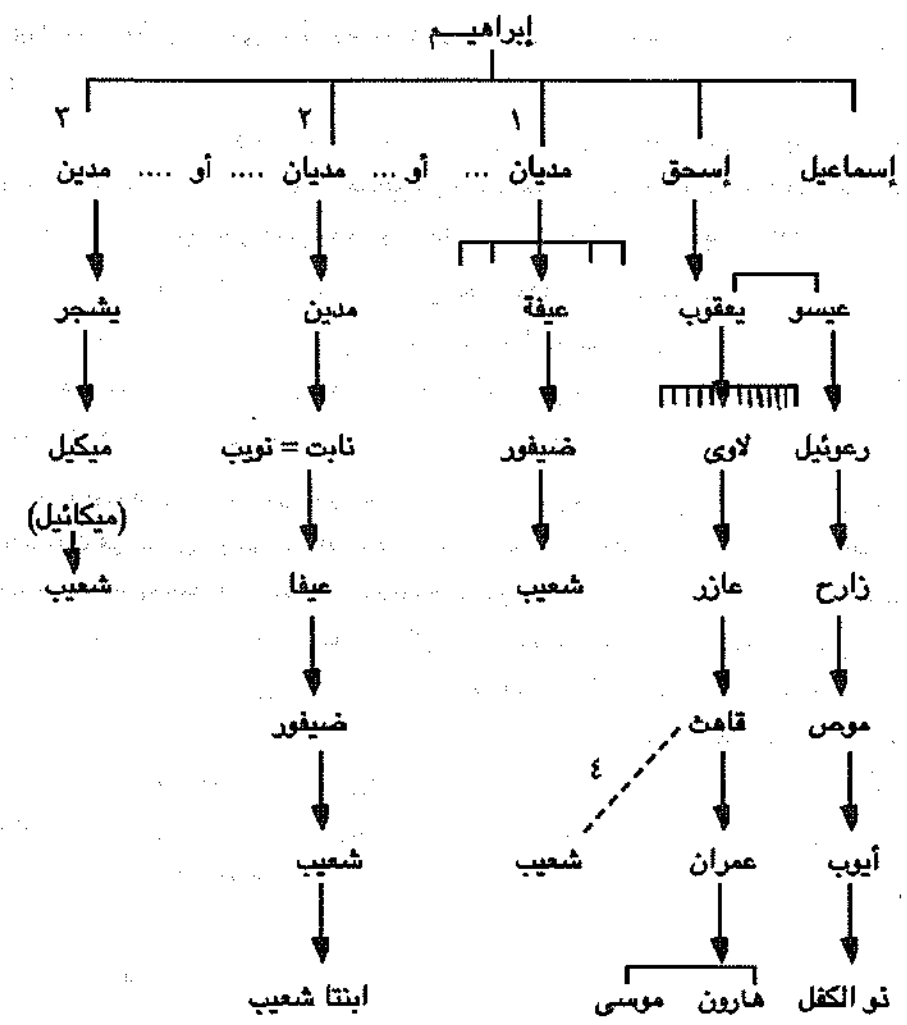 إبراهيـــم
١ ٢ ٣
إسماعيل إسحق مديان ... أو ... مديان .... أو .... مدين
عيسو يعقوب عيفة مدين يشجر
رعوئيل لاوى ضيفور نابت = نويب ميكيل
(ميكائيل)
زارح عازر شعيب عيفا شعيب
موص قاهث ضيفور
٤
أيوب عمران شعيب شعيب
ذو الكفل هارون موسى ابنتا شعيب